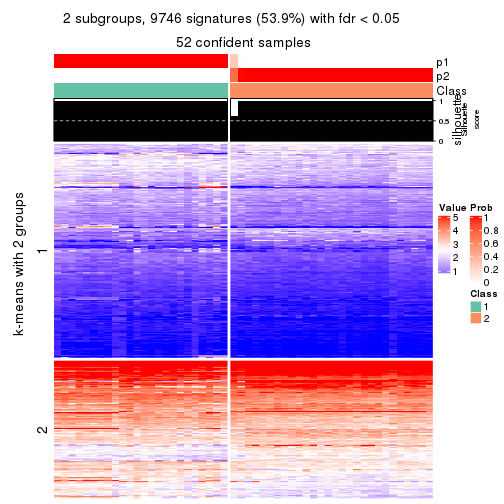 2 subgroups, 9746 signatures (53.9%) with fdr < 0.05
52 confident samples
p1
p2
Class
1
0.5
0
silhouette
Silhouette
score
k-means with 2 groups
1
2
Value
5
4
3
2
1
Prob
1
0.8
0.6
0.4
0.2
0
Class
1
2